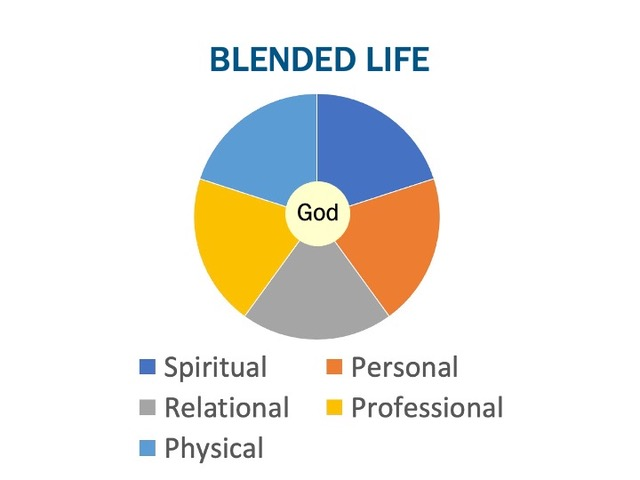 BLENDED LIFE
God
Spiritual Personal
Relational Professional
Physical